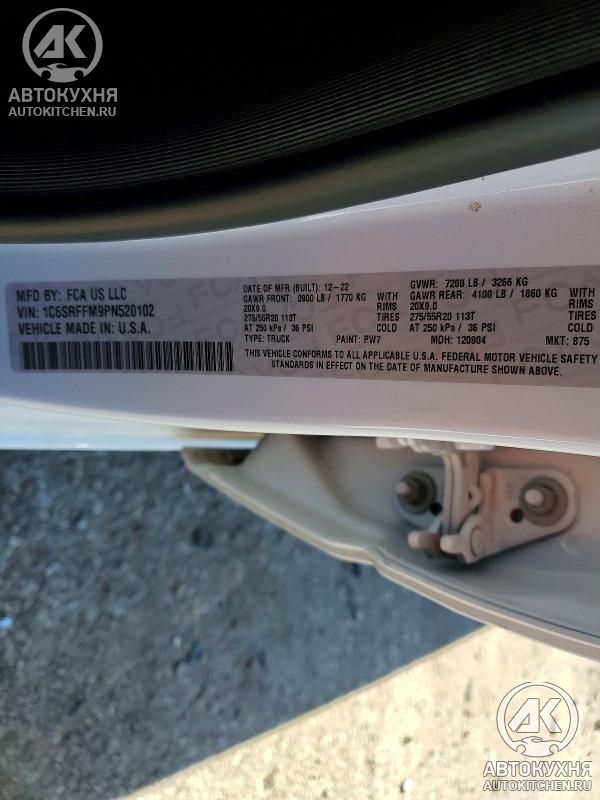 АК
АВТОКУХНЯ
AUTOKITCHEN.RU
MFD BY: FCA US LLC
VIN: 1C6SRFFM9PN520102
VEHICLE MADE IN U.S.A.
DATE OF MFR (BUILT): 12-22
GAWR FRONT: 3900 LB / 1770 KG
WITH
20X9.0
RIMS
275/55R20 113T
TIRES
AT 250 kPa / 36 PSI
COLD
TYPE: TRUCK
PAINT: PW7
GVWR: 7200 LB / 3266 KG
GAWR REAR: 4100 LB / 1860 KG
WITH
20X9.0
RIMS
275/55R20 113T
TIRES
AT 250 kPa / 36 PSI
COLD
MDH: 120904
MKT: 875
THIS VEHICLE CONFORMS TO ALL APPLICABLE U.S.A. FEDERAL MOTOR VEHICLE SAFETY
STANDARDS IN EFFECT ON THE DATE OF MANUFACTURE SHOWN ABOVE.
АК
АВТОКУХНЯ
AUTOKITCHEN.RU